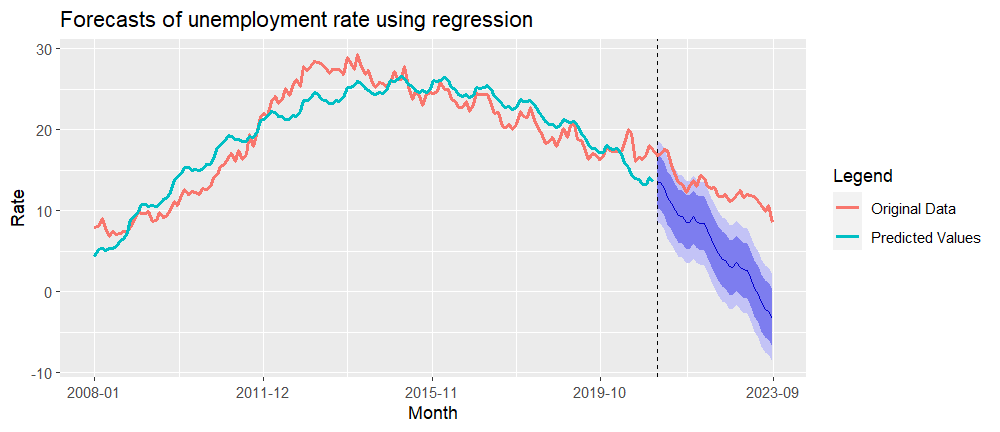 Forecasts of unemployment rate using regression
30
20
10
0
-10
Rate
2008-01
2011-12
2015-11
2019-10
2023-09
Month
Legend
Original Data
Predicted Values